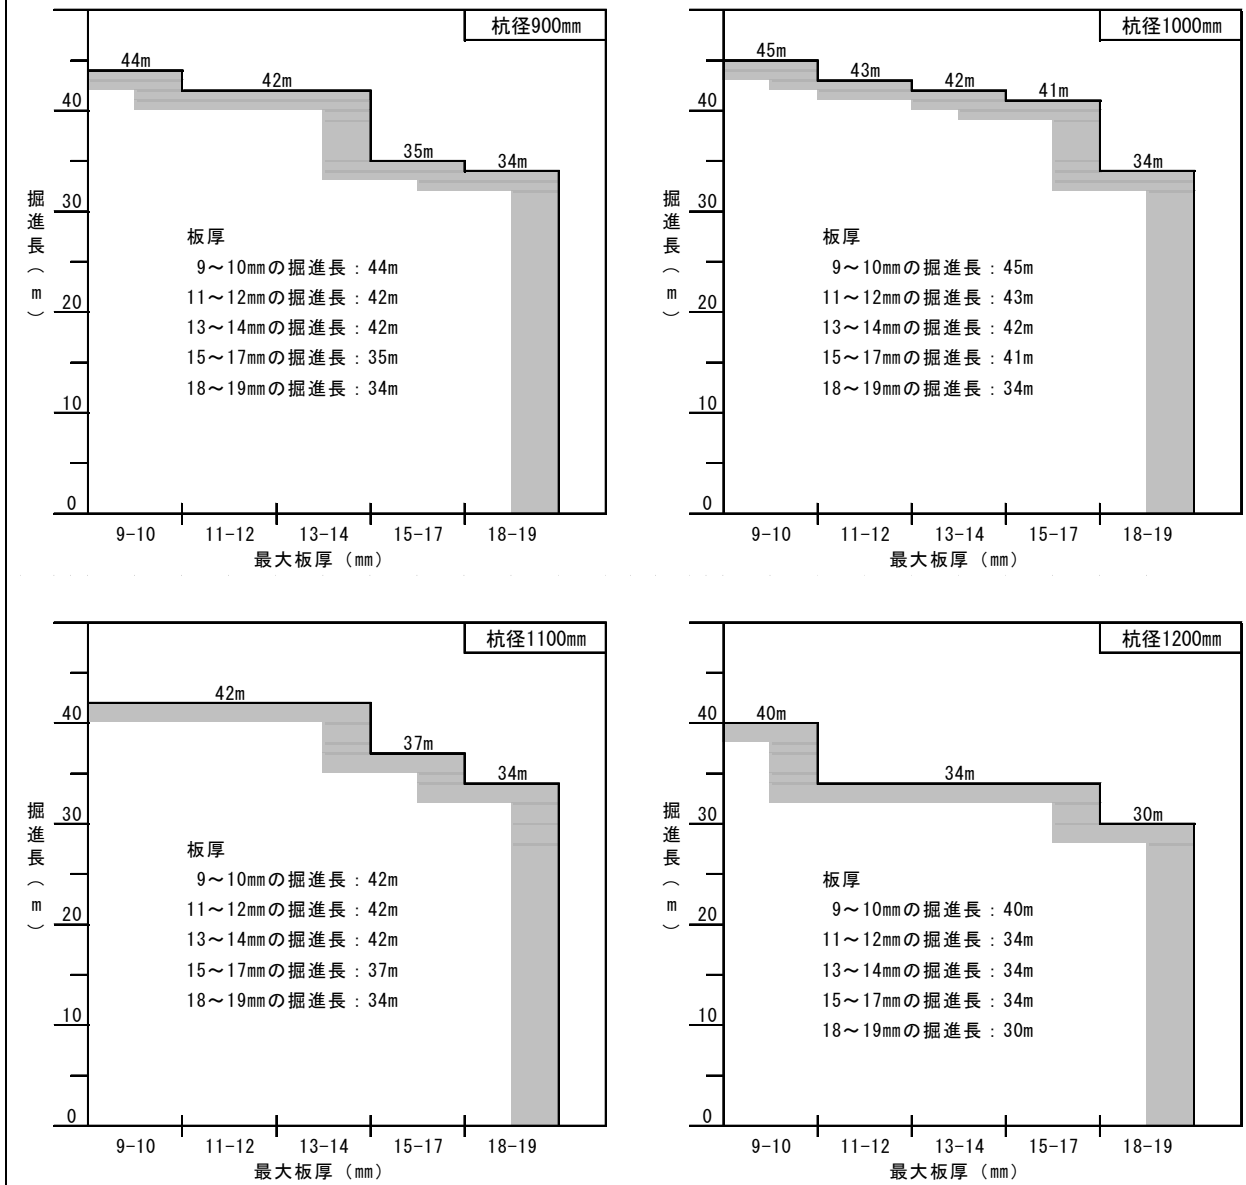 杭径900㎜
44m
42m
35m
34m
40
30
20
10
0
掘進長（m）
板厚
9～10㎜の掘進長：44m
11～12㎜の掘進長：42m
13～14㎜の掘進長：42m
15～17㎜の掘進長：35m
18～19㎜の掘進長：34m
9-10 11-12 13-14 15-17 18-19
最大板厚（㎜）
杭径1000㎜
45m
43m
42m
41m
34m
40
30
20
10
0
掘進長（m）
板厚
9～10㎜の掘進長：45m
11～12㎜の掘進長：43m
13～14㎜の掘進長：42m
15～17㎜の掘進長：41m
18～19㎜の掘進長：34m
9-10 11-12 13-14 15-17 18-19
最大板厚（㎜）
杭径1100㎜
42m
37m
34m
40
30
20
10
0
掘進長（m）
板厚
9～10㎜の掘進長：42m
11～12㎜の掘進長：42m
13～14㎜の掘進長：42m
15～17㎜の掘進長：37m
18～19㎜の掘進長：34m
9-10 11-12 13-14 15-17 18-19
最大板厚（㎜）
杭径1200㎜
40m
34m
30m
40
30
20
10
0
掘進長（m）
板厚
9～10㎜の掘進長：40m
11～12㎜の掘進長：34m
13～14㎜の掘進長：34m
15～17㎜の掘進長：34m
18～19㎜の掘進長：30m
9-10 11-12 13-14 15-17 18-19
最大板厚（㎜）